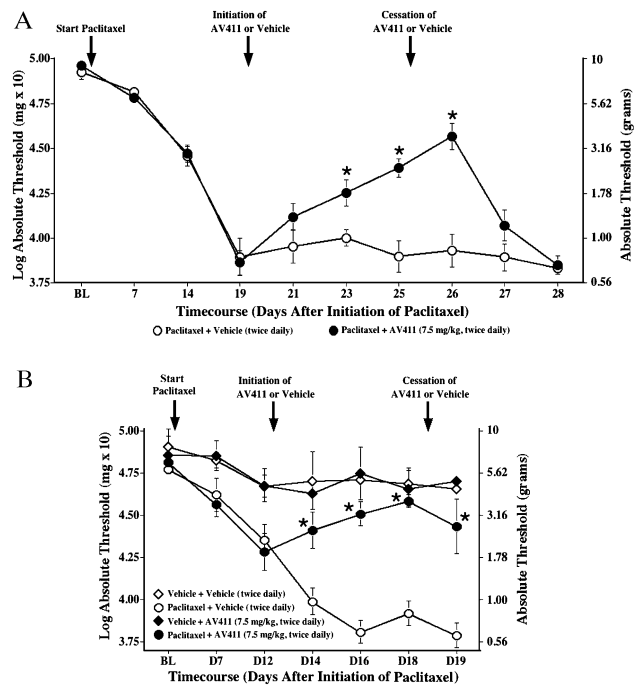 A
Start Paclitaxel
Initiation of
AV411 or Vehicle
Cessation of
AV411 or Vehicle
Log Absolute Threshold (mg x 10)
5.00
4.75
4.50
4.25
4.00
3.75
*
*
*
10
5.62
3.16
1.78
1.00
0.56
Absolute Threshold (grams)
BL 7 14 19 21 23 25 26 27 28
Timecourse (Days After Initiation of Paclitaxel)
Paclitaxel + Vehicle (twice daily) Paclitaxel + AV411 (7.5 mg/kg, twice daily)
B
Start
Paclitaxel
Initiation of
AV411 or Vehicle
Cessation of
AV411 or Vehicle
Log Absolute Threshold (mg x 10)
5.00
4.75
4.50
4.25
4.00
3.75
*
*
*
*
10
5.62
3.16
1.78
1.00
0.56
Absolute Threshold (grams)
Vehicle + Vehicle (twice daily)
Paclitaxel + Vehicle (twice daily)
Vehicle + AV411 (7.5 mg/kg, twice daily)
Paclitaxel + AV411 (7.5 mg/kg, twice daily)
BL D7 D12 D14 D16 D18 D19
Timecourse (Days After Initiation of Paclitaxel)